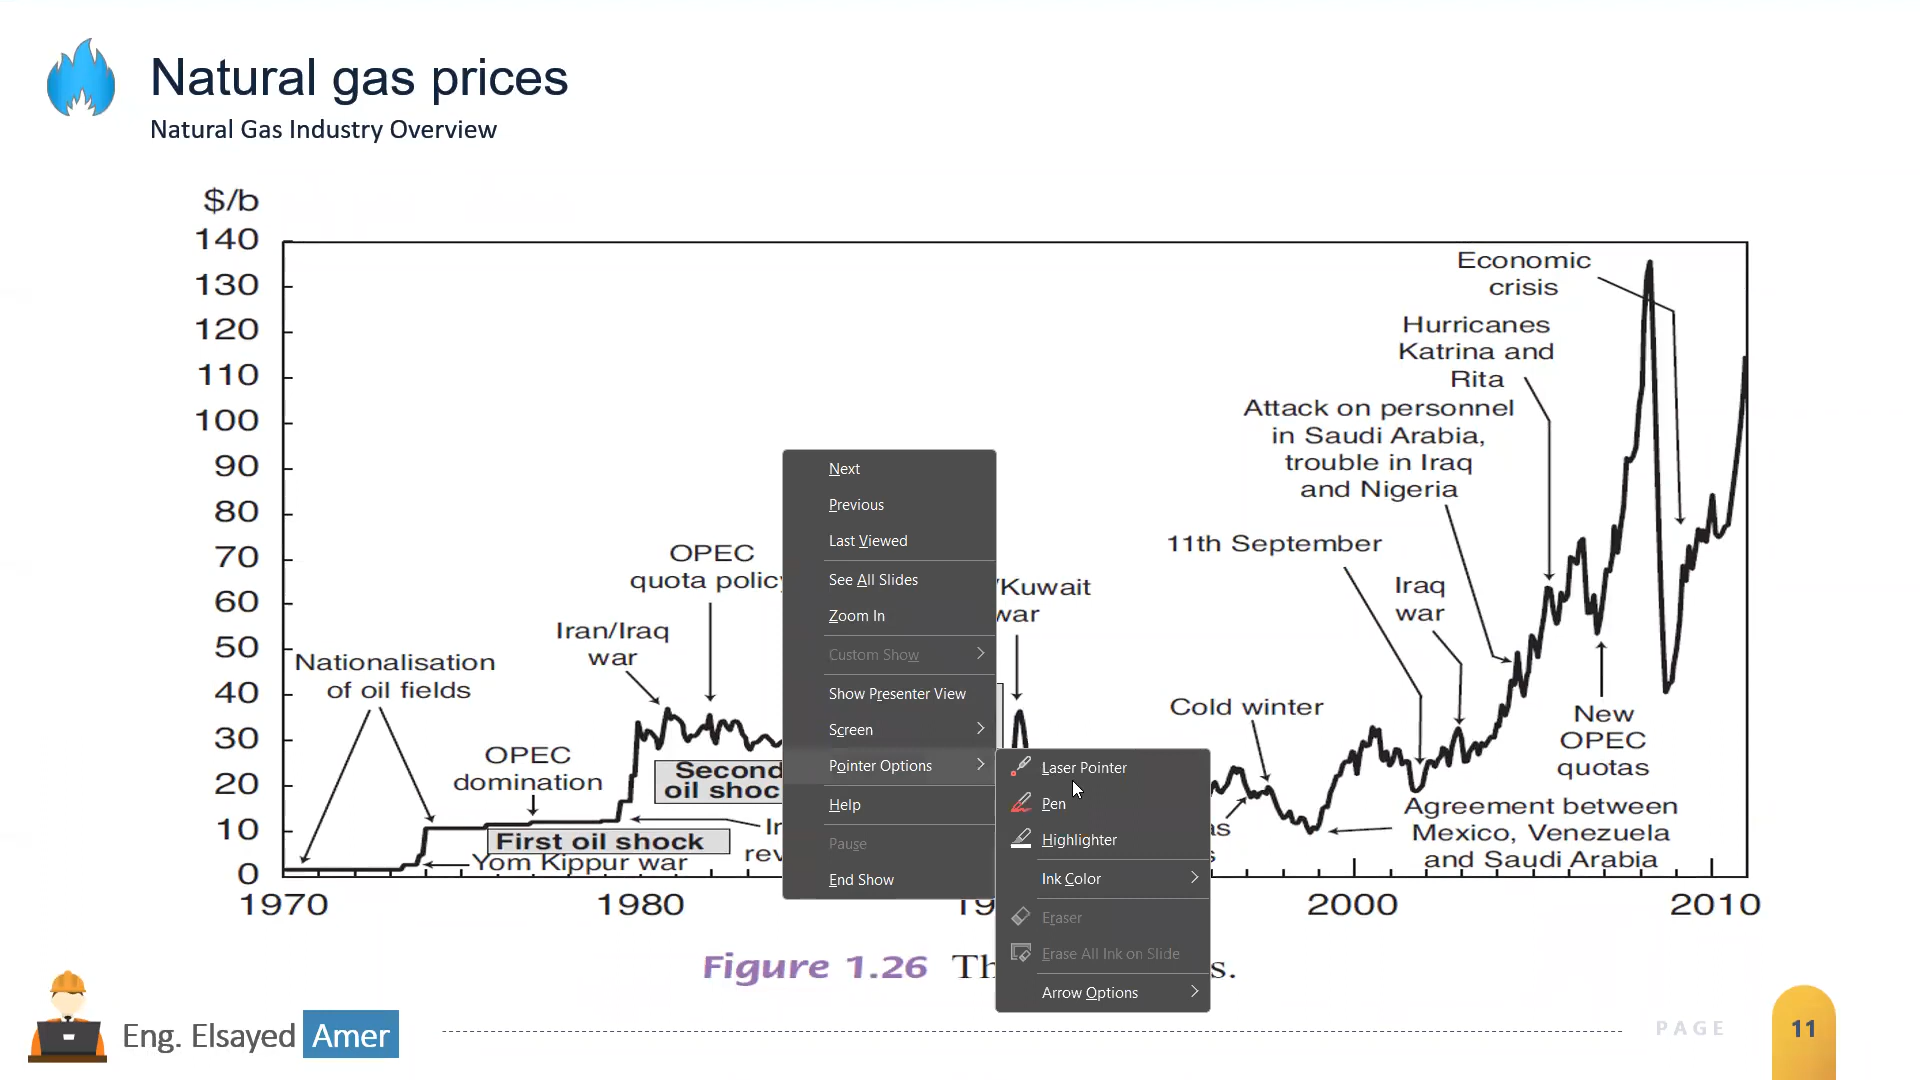 Natural gas prices
Natural Gas Industry Overview
$/b
140
130
120
110
100
90
80
70
60
50
40
30
20
10
0
1970
1980
2000
2010
Nationalisation
of oil fields
OPEC
domination
First oil shock
Yom Kippur war
Iran/Iraq
war
OPEC
quota policy
Second
oil shoc
/Kuwait
war
Cold winter
11th September
Iraq
war
Attack on personnel
in Saudi Arabia,
trouble in Iraq
and Nigeria
Hurricanes
Katrina and
Rita
Economic
crisis
New
OPEC
quotas
Agreement between
Mexico, Venezuela
and Saudi Arabia
Next
Previous
Last Viewed
See All Slides
Zoom In
Custom Show
Show Presenter View
Screen
Pointer Options
Help
Pause
End Show
Laser Pointer
Pen
Highlighter
Ink Color
Eraser
Erase All Ink on Slide
Arrow Options
Figure 1.26
Eng. Elsayed Amer
PAGE
11